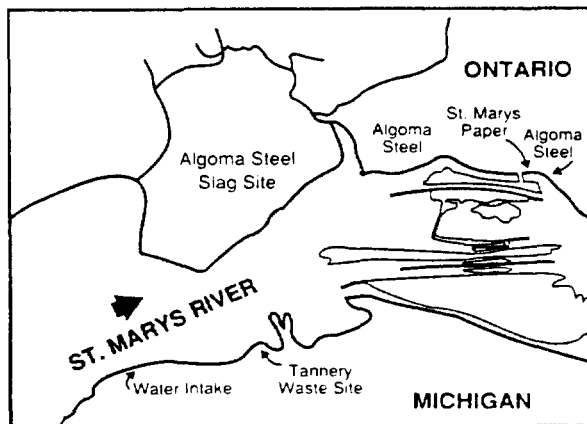 ONTARIO
St. Marys
Paper
Algoma
Steel
Algoma
Steel
Algoma Steel
Slag Site
ST. MARYS RIVER
Water Intake
Tannery
Waste Site
MICHIGAN